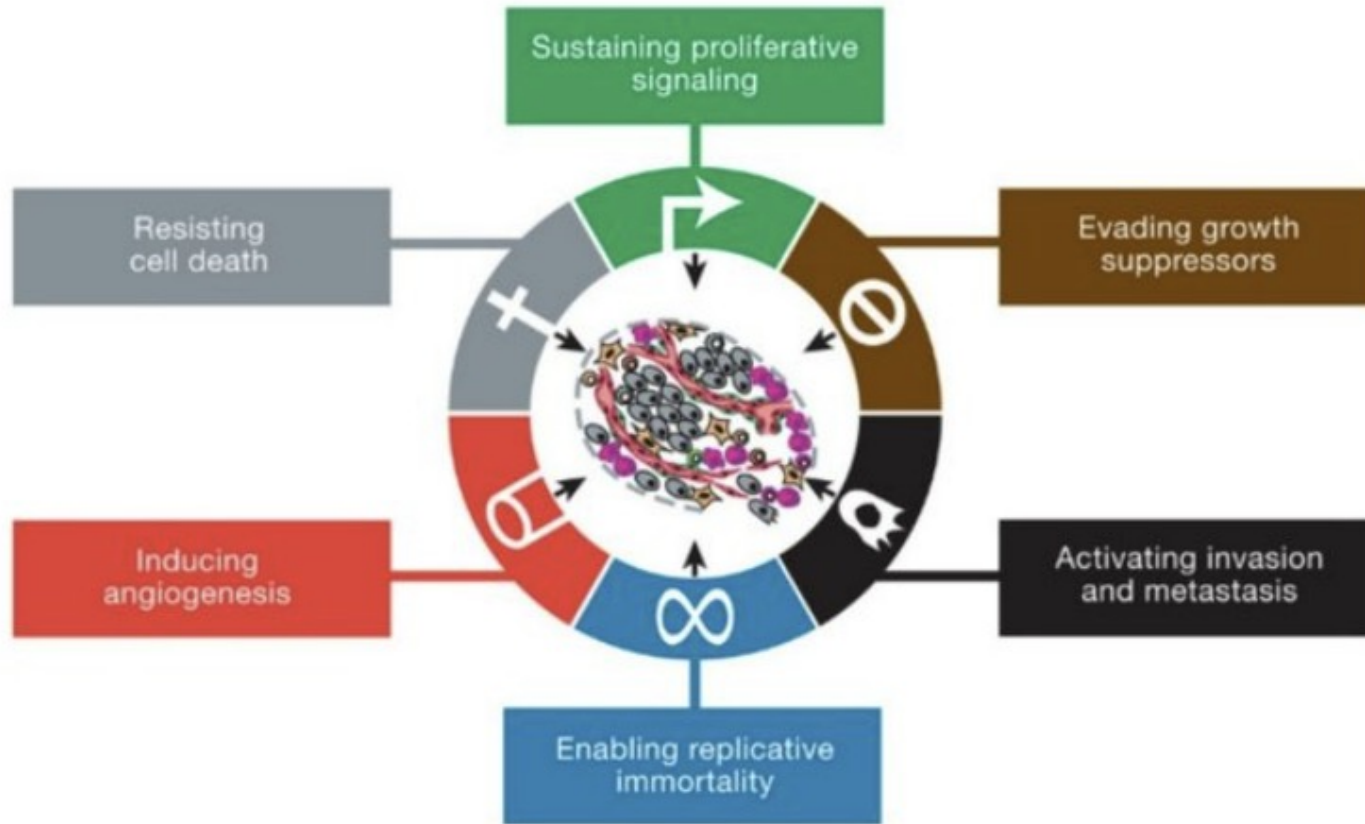 Sustaining proliferative
signaling
Resisting
cell death
Evading growth
suppressors
Inducing
angiogenesis
Activating invasion
and metastasis
Enabling replicative
immortality